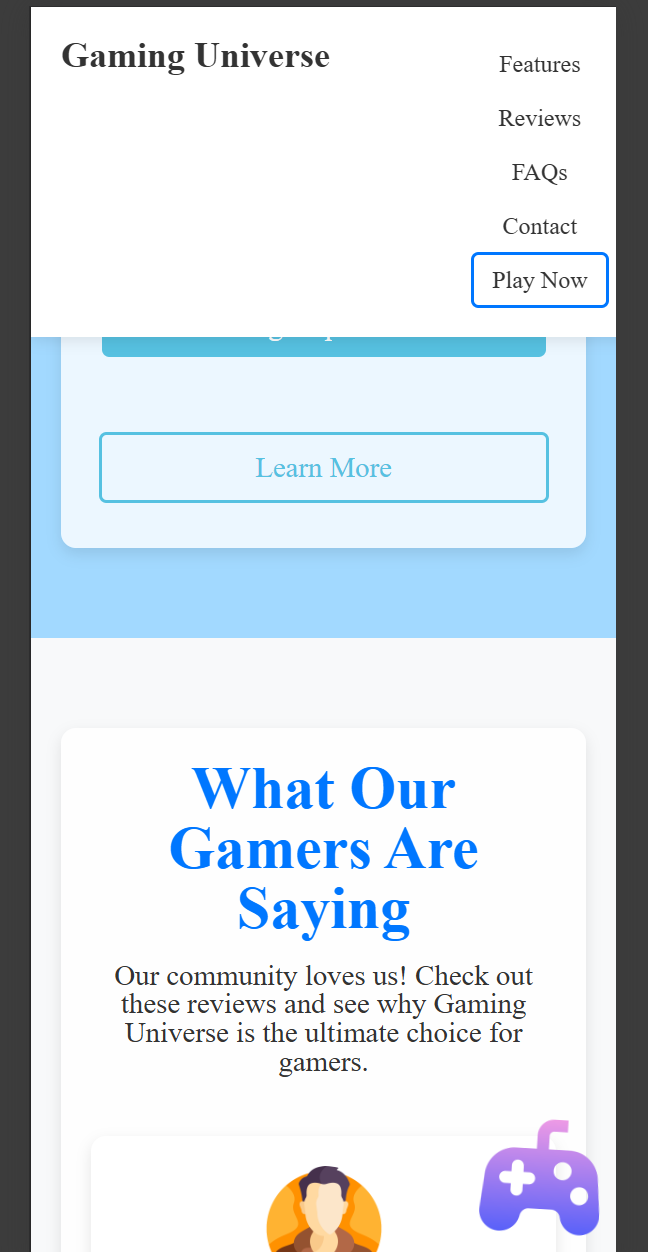 Gaming Universe
Features
Reviews
FAQs
Contact
Play Now
Learn More
What Our
Gamers Are
Saying
Our community loves us! Check out
these reviews and see why Gaming
Universe is the ultimate choice for
gamers.